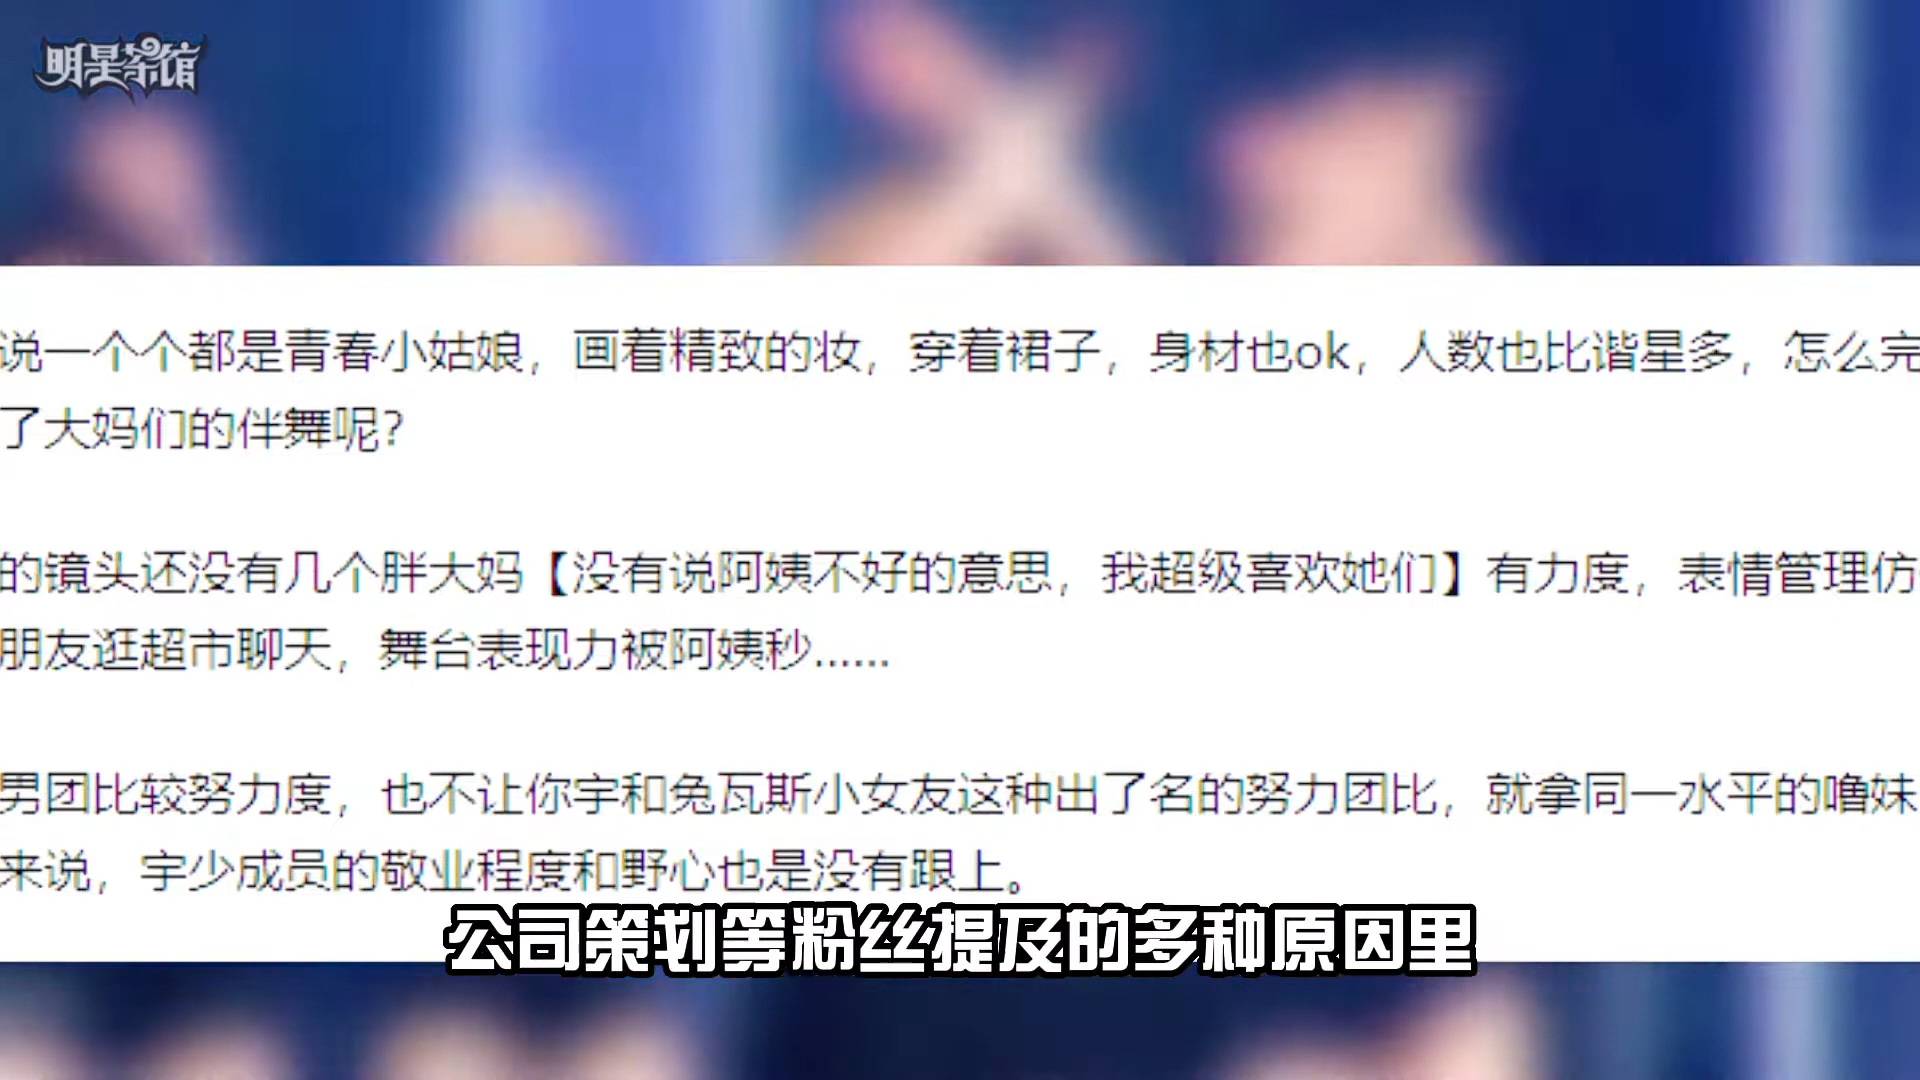 明星茶馆
说一个个都是青春小姑娘，画着精致的妆，穿着裙子，身材也ok，人数也比谐星多，怎么完
了大妈们的伴舞呢？
的镜头还没有几个胖大妈【没有说阿姨不好的意思，我超级喜欢她们】有力度，表情管理仿
朋友逛超市聊天，舞台表现力被阿姨秒......
男团比较努力度，也不让你宇和兔瓦斯小女友这种出了名的努力团比，就拿同一水平的噜妹
来说，宇少成员的敬业程度和野心也是没有跟上。
公司策划等粉丝提及的多种原因里